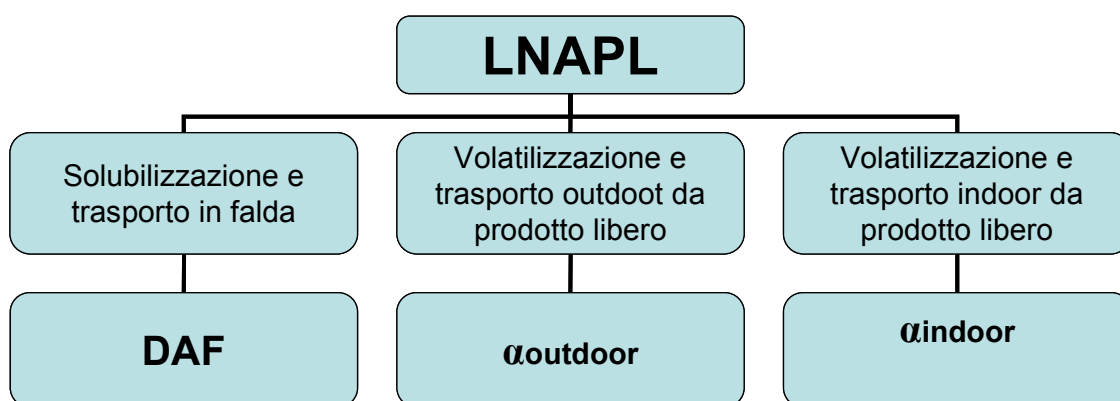 LNAPL
Solubilizzazione e
trasporto in falda
Volatilizzazione e
trasporto outdoot da
prodotto libero
Volatilizzazione e
trasporto indoor da
prodotto libero
DAF
αoutdoor
αindoor